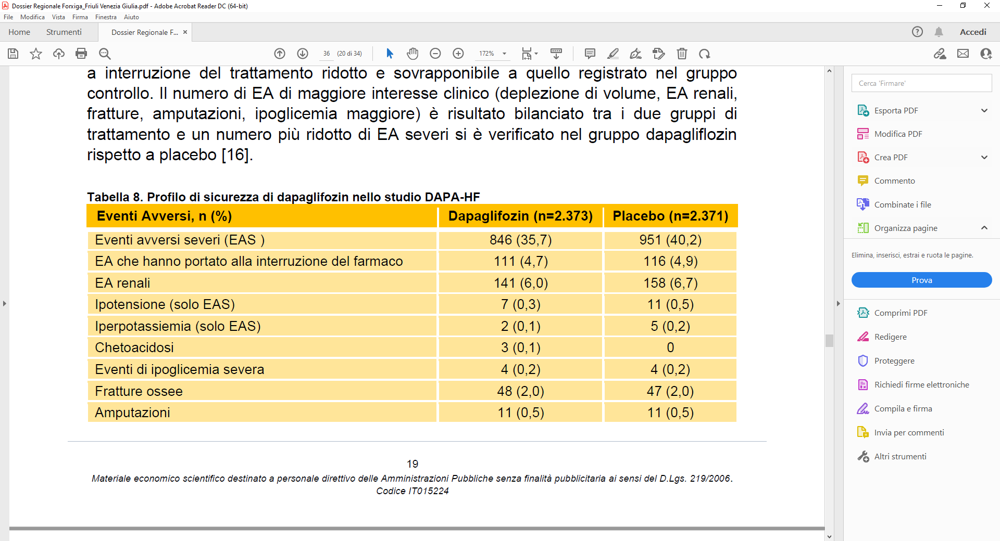 Dossier Regionale Forxiga_Friuli Venezia Giulia.pdf - Adobe Acrobat Reader DC (64-bit)
File Modifica Vista Firma Finestra Aiuto
Home Strumenti Dossier Regionale F... × Accedi
36 (20 di 34) 172%
a interruzione del trattamento ridotto e sovrapponibile a quello registrato nel gruppo
controllo. Il numero di EA di maggiore interesse clinico (deplezione di volume, EA renali,
fratture, amputazioni, ipoglicemia maggiore) è risultato bilanciato tra i due gruppi di
trattamento e un numero più ridotto di EA severi si è verificato nel gruppo dapagliflozin
rispetto a placebo [16].
Tabella 8. Profilo di sicurezza di dapaglifozin nello studio DAPA-HF
Eventi Avversi, n (%) Dapaglifozin (n=2.373) Placebo (n=2.371)
Eventi avversi severi (EAS ) 846 (35,7) 951 (40,2)
EA che hanno portato alla interruzione del farmaco 111 (4,7) 116 (4,9)
EA renali 141 (6,0) 158 (6,7)
Ipotensione (solo EAS) 7 (0,3) 11 (0,5)
Iperpotassiemia (solo EAS) 2 (0,1) 5 (0,2)
Chetoacidosi 3 (0,1) 0
Eventi di ipoglicemia severa 4 (0,2) 4 (0,2)
Fratture ossee 48 (2,0) 47 (2,0)
Amputazioni 11 (0,5) 11 (0,5)
19
Materiale economico scientifico destinato a personale direttivo delle Amministrazioni Pubbliche senza finalità pubblicitaria ai sensi del D.Lgs. 219/2006.
Codice IT015224
Cerca 'Firmare'
Esporta PDF
Modifica PDF
Crea PDF
Commento
Combinate i file
Organizza pagine
Elimina, inserisci, estrai e ruota le pagine.
Prova
Comprimi PDF
Redigere
Proteggere
Richiedi firme elettroniche
Compila e firma
Invia per commenti
Altri strumenti